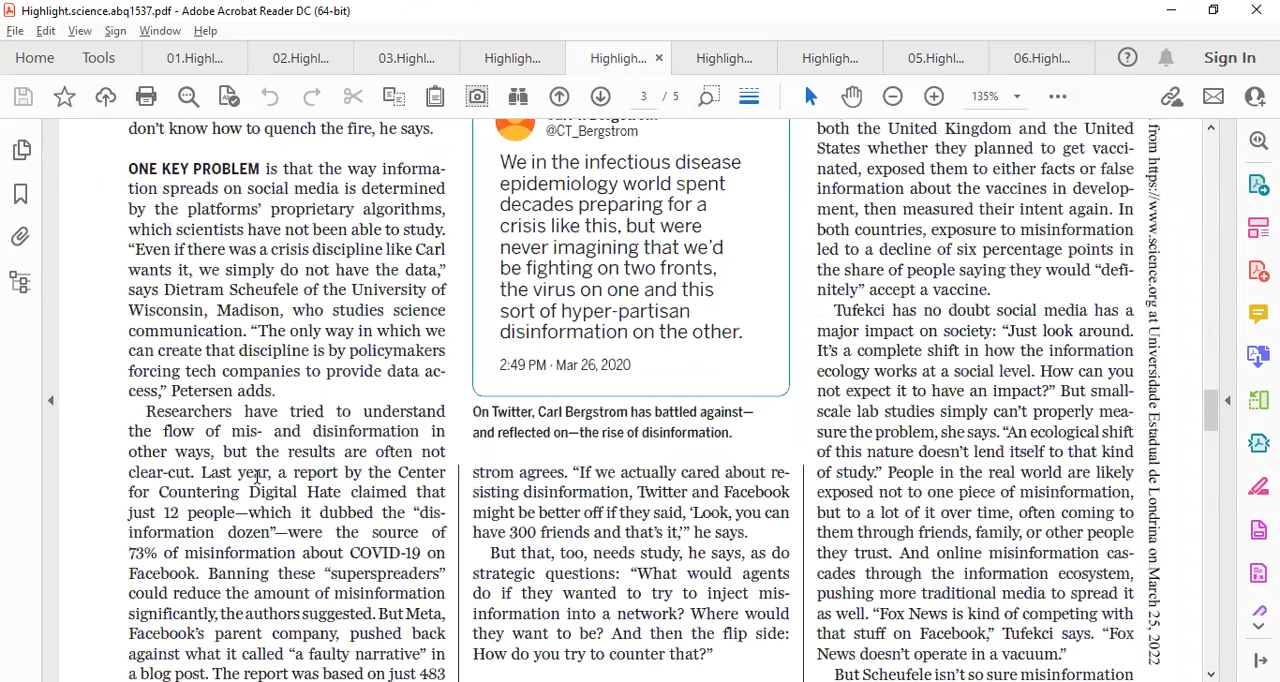 Highlight.science.abq1537.pdf - Adobe Acrobat Reader DC (64-bit)
File Edit View Sign Window Help
Home Tools 01.Highl... 02.Highl... 03.Highl... Highligh... Highligh... Highligh... Highligh... 05.Highl... 06.Highl... Sign In
3 / 5 135%
don't know how to quench the fire, he says.
ONE KEY PROBLEM is that the way informa-
tion spreads on social media is determined
by the platforms' proprietary algorithms,
which scientists have not been able to study.
“Even if there was a crisis discipline like Carl
wants it, we simply do not have the data,”
says Dietram Scheufele of the University of
Wisconsin, Madison, who studies science
communication. “The only way in which we
can create that discipline is by policymakers
forcing tech companies to provide data ac-
cess,” Petersen adds.
Researchers have tried to understand
the flow of mis- and disinformation in
other ways, but the results are often not
clear-cut. Last year, a report by the Center
for Countering Digital Hate claimed that
just 12 people—which it dubbed the “dis-
information dozen”—were the source of
73% of misinformation about COVID-19 on
Facebook. Banning these “superspreaders”
could reduce the amount of misinformation
significantly, the authors suggested. But Meta,
Facebook's parent company, pushed back
against what it called “a faulty narrative” in
a blog post. The report was based on just 483
@CT_Bergstrom
We in the infectious disease
epidemiology world spent
decades preparing for a
crisis like this, but were
never imagining that we'd
be fighting on two fronts,
the virus on one and this
sort of hyper-partisan
disinformation on the other.
2:49 PM · Mar 26, 2020
On Twitter, Carl Bergstrom has battled against—
and reflected on—the rise of disinformation.
strom agrees. “If we actually cared about re-
sisting disinformation, Twitter and Facebook
might be better off if they said, ‘Look, you can
have 300 friends and that's it,’” he says.
But that, too, needs study, he says, as do
strategic questions: “What would agents
do if they wanted to try to inject mis-
information into a network? Where would
they want to be? And then the flip side:
How do you try to counter that?”
both the United Kingdom and the United
States whether they planned to get vacci-
nated, exposed them to either facts or false
information about the vaccines in develop-
ment, then measured their intent again. In
both countries, exposure to misinformation
led to a decline of six percentage points in
the share of people saying they would “defi-
nitely” accept a vaccine.
Tufekci has no doubt social media has a
major impact on society: “Just look around.
It's a complete shift in how the information
ecology works at a social level. How can you
not expect it to have an impact?” But small-
scale lab studies simply can't properly mea-
sure the problem, she says. “An ecological shift
of this nature doesn't lend itself to that kind
of study.” People in the real world are likely
exposed not to one piece of misinformation,
but to a lot of it over time, often coming to
them through friends, family, or other people
they trust. And online misinformation cas-
cades through the information ecosystem,
pushing more traditional media to spread it
as well. “Fox News is kind of competing with
that stuff on Facebook,” Tufekci says. “Fox
News doesn't operate in a vacuum.”
But Scheufele isn't so sure misinformation
from https://www.science.org at Universidade Estadual de Londrina on March 25, 2022